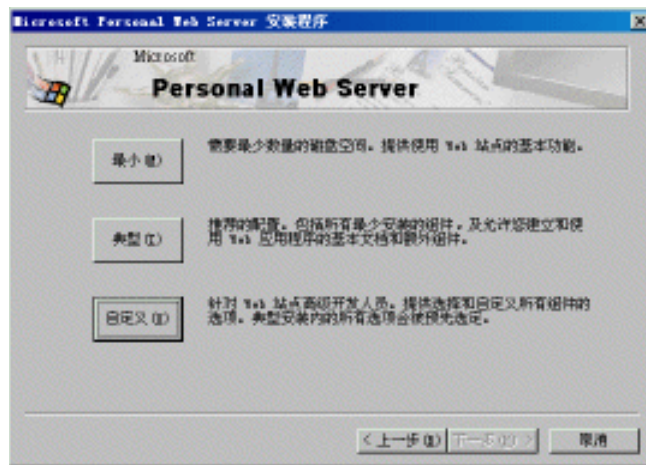 Microsoft Personal Web Server 安装程序
Microsoft
Personal Web Server
最小(M)
需要最少数量的磁盘空间。提供使用 Web 站点的基本功能。
典型(T)
推荐的配置。包括所有最少安装的组件，及允许您建立和使
用 Web 应用程序的基本文档和额外组件。
自定义(U)
针对 Web 站点高级开发人员。提供选择和自定义所有组件的
选项。典型安装内的所有选项会被预先选定。
< 上一步(B) 下一步(N) > 取消